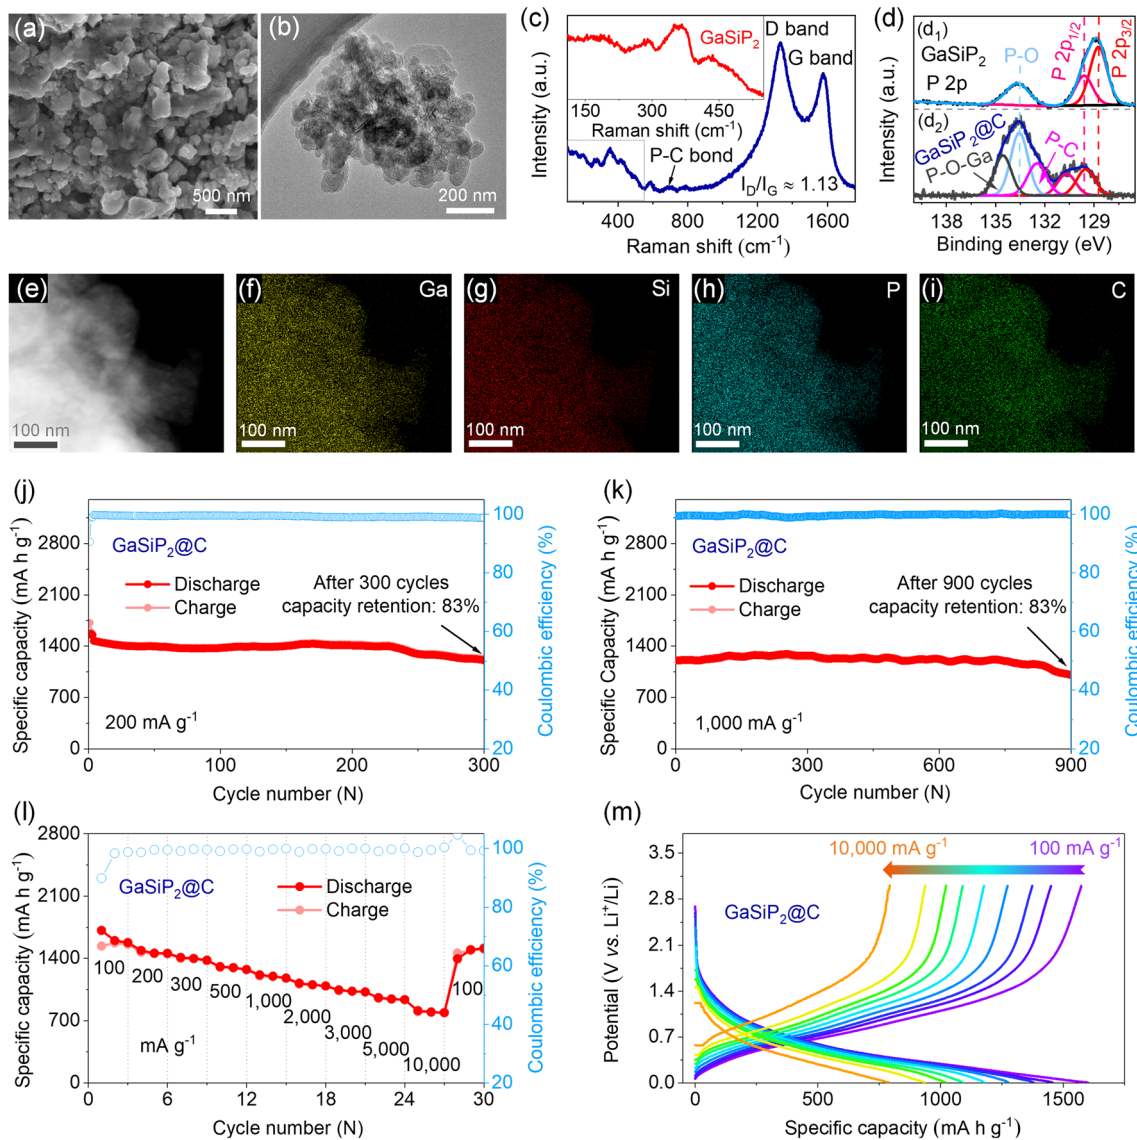 (a)
500 nm
(b)
200 nm
(c)
Intensity (a.u.)
GaSiP2
150 300 450
Raman shift (cm-1)
D band
G band
P-C bond
ID/IG ≈ 1.13
400 800 1200 1600
Raman shift (cm-1)
(d)
Intensity (a.u.)
(d1)
GaSiP2
P 2p
P-O
P 2p1/2
P 2p3/2
(d2)
GaSiP2@C
P-O-Ga
P-C
138 135 132 129
Binding energy (eV)
(e)
100 nm
(f)
Ga
100 nm
(g)
Si
100 nm
(h)
P
100 nm
(i)
C
100 nm
(j)
Specific capacity (mA h g-1)
2800
2100
1400
700
0
GaSiP2@C
Discharge
Charge
After 300 cycles
capacity retention: 83%
200 mA g-1
0 100 200 300
Cycle number (N)
100
80
60
40
20
Coulombic efficiency (%)
(k)
Specific Capacity (mA h g-1)
2800
2100
1400
700
0
GaSiP2@C
Discharge
Charge
After 900 cycles
capacity retention: 83%
1,000 mA g-1
0 300 600 900
Cycle number (N)
100
80
60
40
20
Coulombic efficiency (%)
(l)
Specific capacity (mA h g-1)
2800
2100
1400
700
0
GaSiP2@C
Discharge
Charge
100
200
300
500
1,000
2,000
3,000
5,000
10,000
100
mA g-1
0 6 12 18 24 30
Cycle number (N)
100
80
60
40
20
Coulombic efficiency (%)
(m)
Potential (V vs. Li+/Li)
3.5
2.8
2.1
1.4
0.7
0.0
10,000 mA g-1
100 mA g-1
GaSiP2@C
0 500 1000 1500
Specific capacity (mA h g-1)